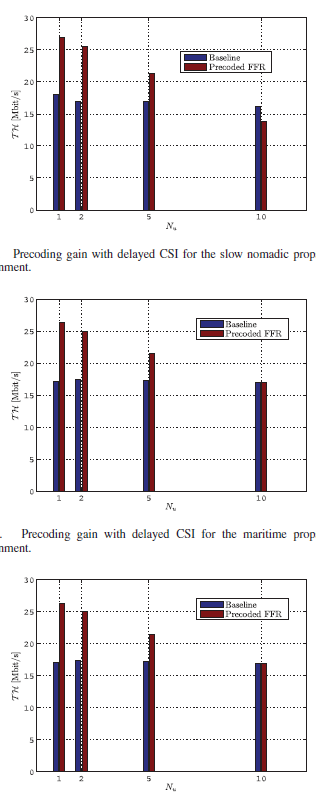 30
25
Baseline
Precoded FFR
20
15
10
5
0
TH [Mbit/s]
1 2 5 10
Nu
Precoding gain with delayed CSI for the slow nomadic prop
nment.
30
25
Baseline
Precoded FFR
20
15
10
5
0
TH [Mbit/s]
1 2 5 10
Nu
. Precoding gain with delayed CSI for the maritime prop
nment.
30
25
Baseline
Precoded FFR
20
15
10
5
0
TH [Mbit/s]
1 2 5 10
Nu